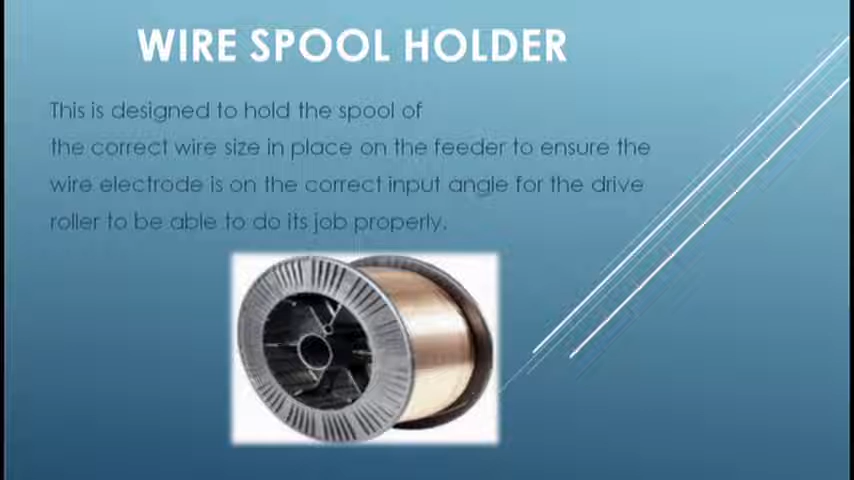 WIRE SPOOL HOLDER
This is designed to hold the spool of
the correct wire size in place on the feeder to ensure the
wire electrode is on the correct input angle for the drive
roller to be able to do its job properly.